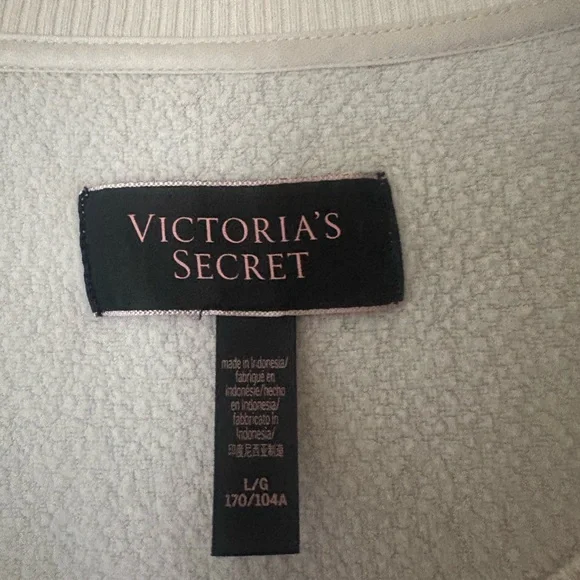 VICTORIA'S
SECRET
made in Indonesia/
fabriqué en
Indonésie/hecho
en Indonesia/
fabbricato in
Indonesia/
印度尼西亚制造
L/G
170/104A